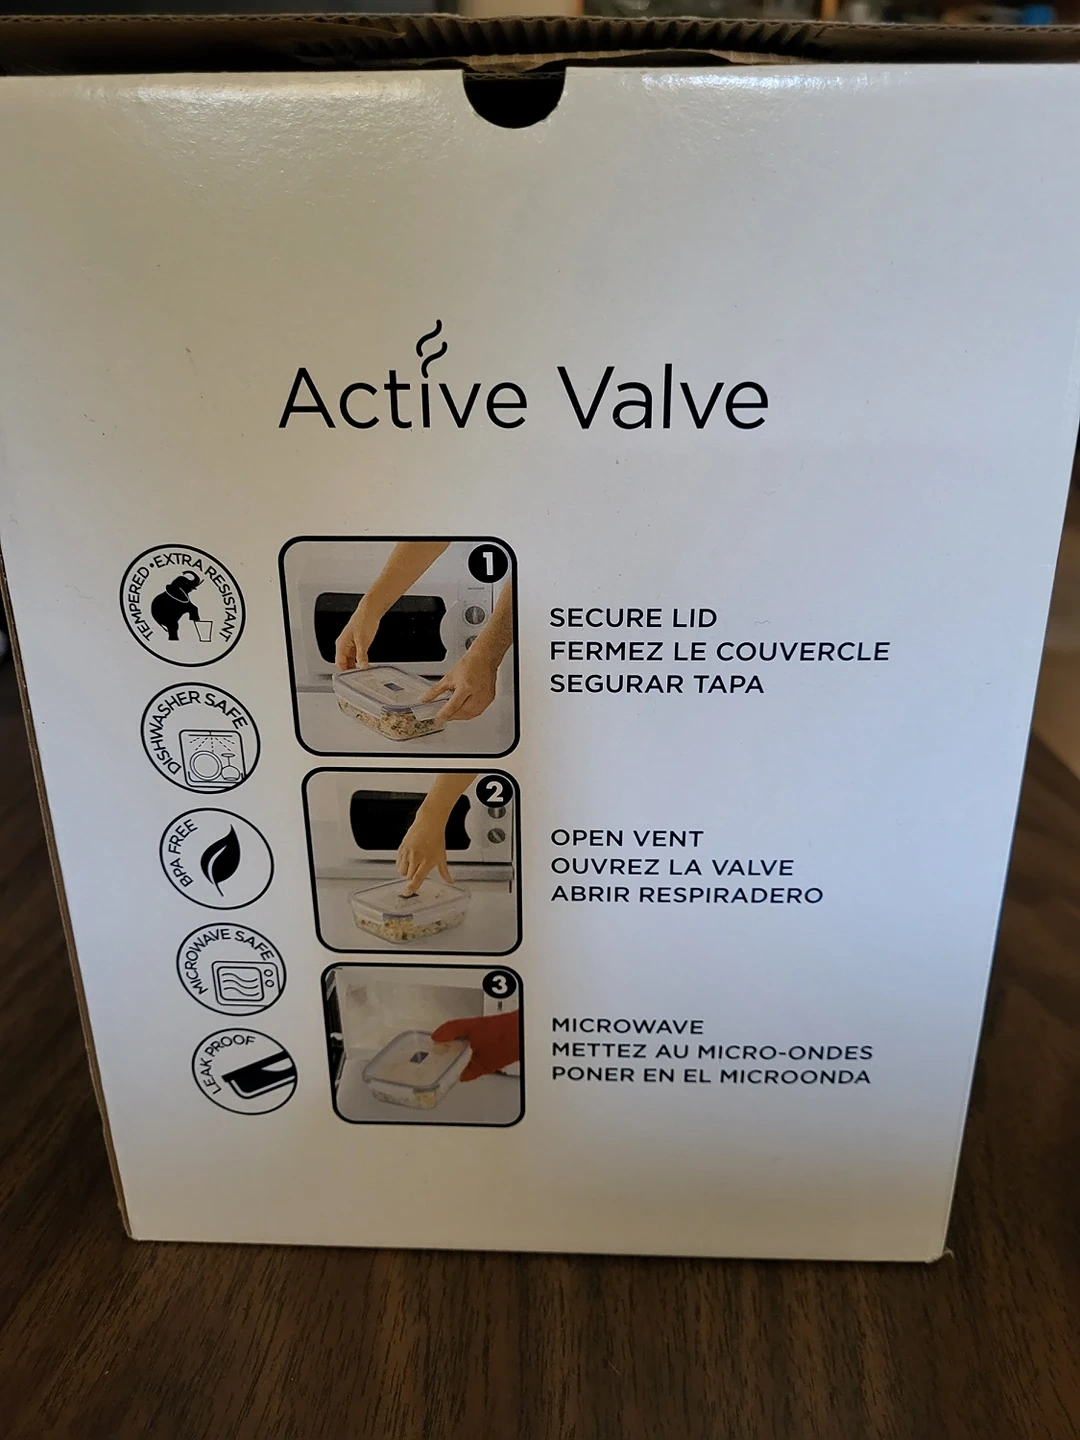 Active Valve
TEMPERED • EXTRA RESISTANT
DISHWASHER SAFE
BPA FREE
MICROWAVE SAFE
LEAK PROOF
1
SECURE LID
FERMEZ LE COUVERCLE
SEGURAR TAPA
2
OPEN VENT
OUVREZ LA VALVE
ABRIR RESPIRADERO
3
MICROWAVE
METTEZ AU MICRO-ONDES
PONER EN EL MICROONDA